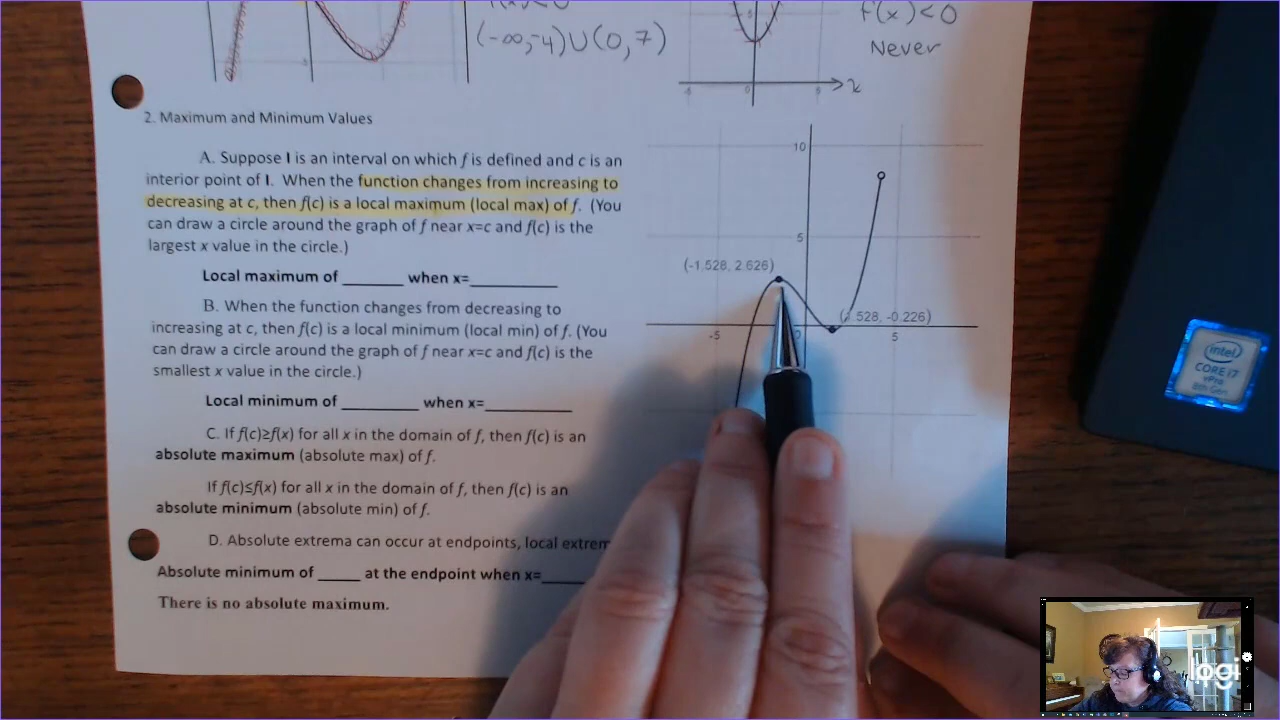 (-∞,-4)∪(0,7)
f(x)<0
Never
x
2. Maximum and Minimum Values
A. Suppose I is an interval on which f is defined and c is an
interior point of I. When the function changes from increasing to
decreasing at c, then f(c) is a local maximum (local max) of f. (You
can draw a circle around the graph of f near x=c and f(c) is the
largest x value in the circle.)
Local maximum of ______ when x=_________
B. When the function changes from decreasing to
increasing at c, then f(c) is a local minimum (local min) of f. (You
can draw a circle around the graph of f near x=c and f(c) is the
smallest x value in the circle.)
Local minimum of ________ when x=_________
C. If f(c)≥f(x) for all x in the domain of f, then f(c) is an
absolute maximum (absolute max) of f.
If f(c)≤f(x) for all x in the domain of f, then f(c) is an
absolute minimum (absolute min) of f.
D. Absolute extrema can occur at endpoints, local
Absolute minimum of _____ at the endpoint when x=_____
There is no absolute maximum.
10
5
(-1.528, 2.626)
.528, -0.226)
-5
0
5
intel
CORE i7
vPro
8th Gen
logi